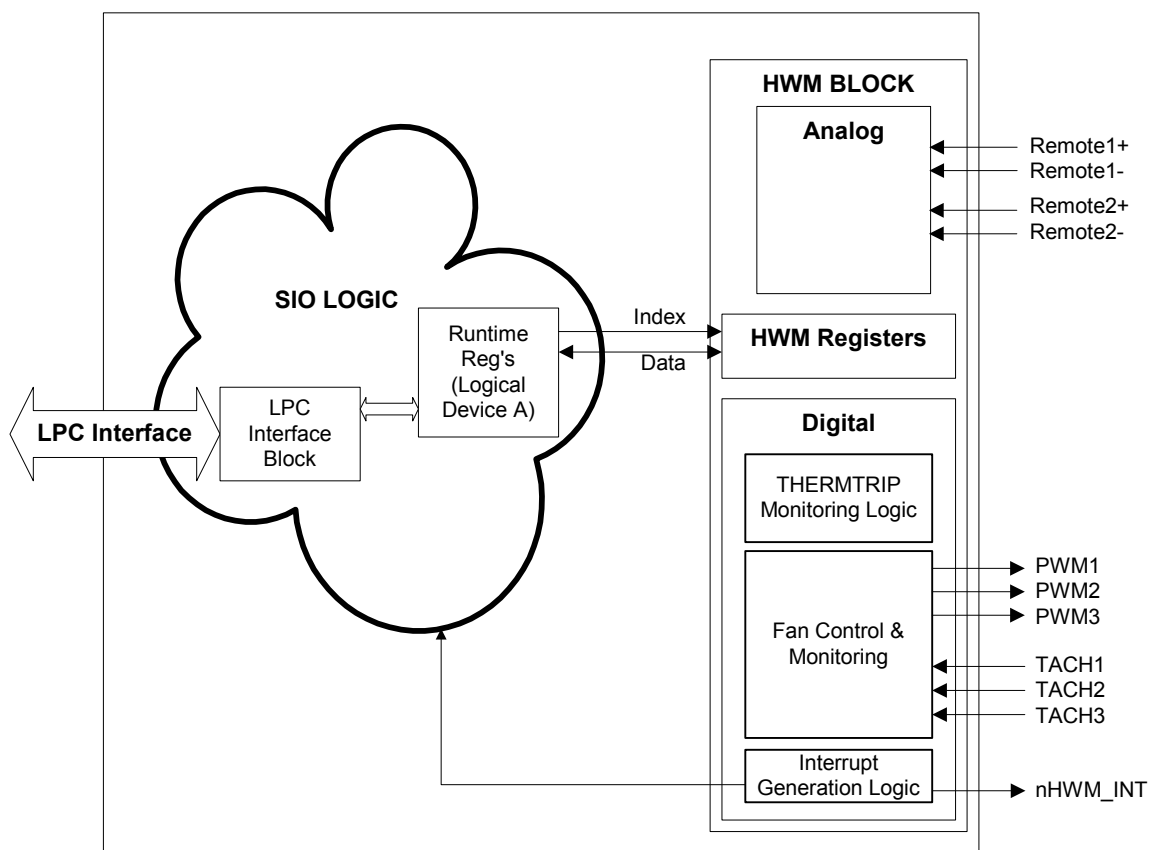 HWM BLOCK
Analog
Remote1+
Remote1-
Remote2+
Remote2-
SIO LOGIC
Runtime
Reg's
(Logical
Device A)
Index
Data
HWM Registers
LPC Interface
LPC
Interface
Block
Digital
THERMTRIP
Monitoring Logic
Fan Control &
Monitoring
PWM1
PWM2
PWM3
TACH1
TACH2
TACH3
Interrupt
Generation Logic
nHWM_INT